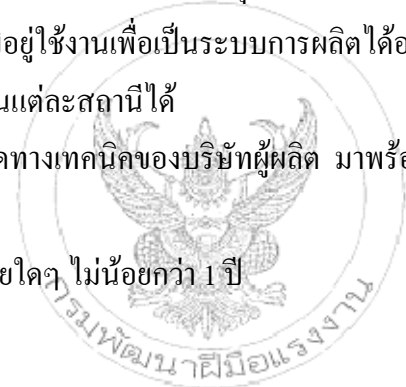 อยู่ใช้งานเพื่อเป็นระบบการผลิตได้
นแต่ละสถานีได้
ทางเทคนิคของบริษัทผู้ผลิต มาพร้
ยใดๆ ไม่น้อยกว่า 1 ปี
กรมพัฒนาฝีมือแรงงาน